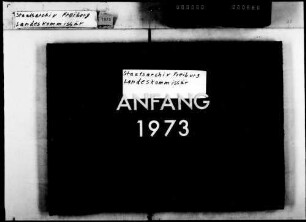 Staatsarchiv Freiburg
Landeskommissär
Staatsarchiv Freiburg
Landeskommissär
ANFANG
1973